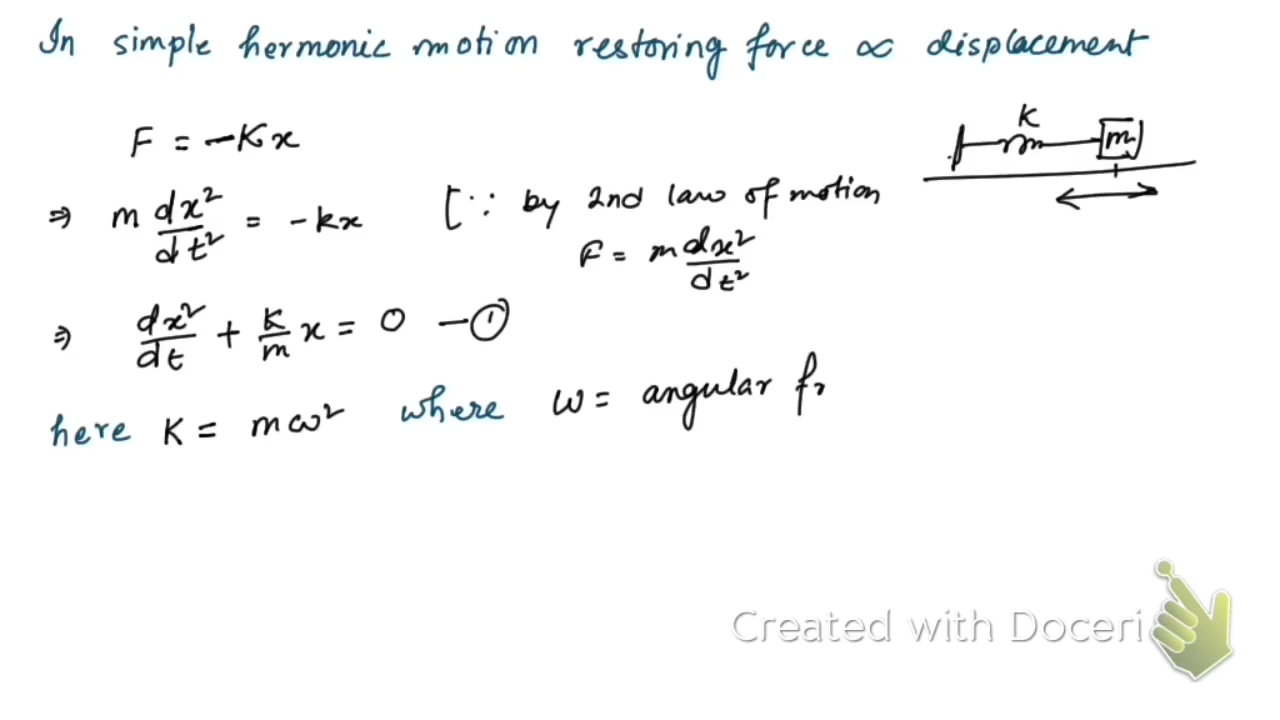 In simple hermonic motion restoring force ∝ displacement
K
m
F = -Kx
⇒ m dx²/dt² = -kx [∵ by 2nd law of motion
F = m dx²/dt²
⇒ dx²/dt + K/m x = 0 -①
here K = mω² where ω = angular fr
Created with Doceri